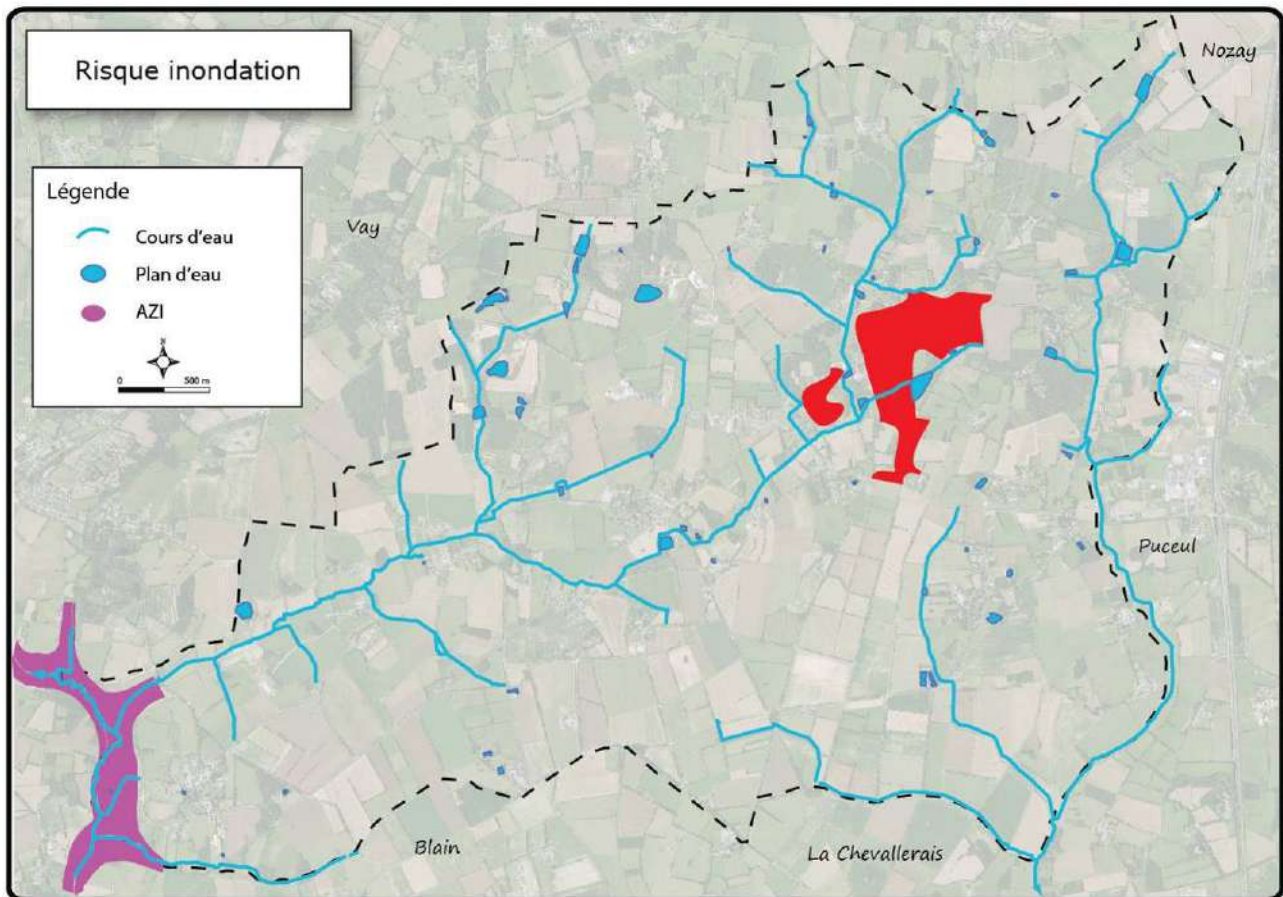 Risque inondation
Nozay
Légende
Cours d'eau
Plan d'eau
AZI
N
0 500 m
Vay
Puceul
Blain
La Chevallerais